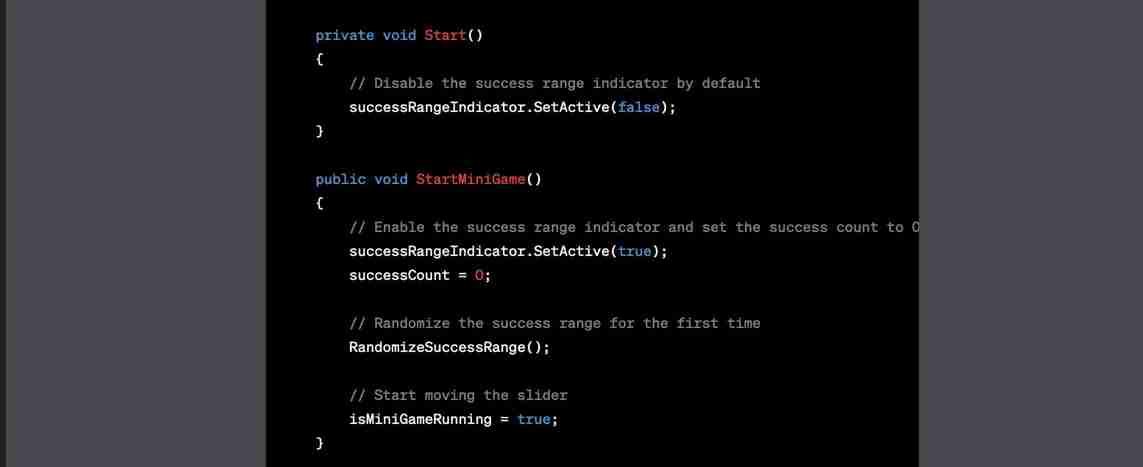 private void Start()
{
    // Disable the success range indicator by default
    successRangeIndicator.SetActive(false);
}

public void StartMiniGame()
{
    // Enable the success range indicator and set the success count to 0
    successRangeIndicator.SetActive(true);
    successCount = 0;

    // Randomize the success range for the first time
    RandomizeSuccessRange();

    // Start moving the slider
    isMiniGameRunning = true;
}